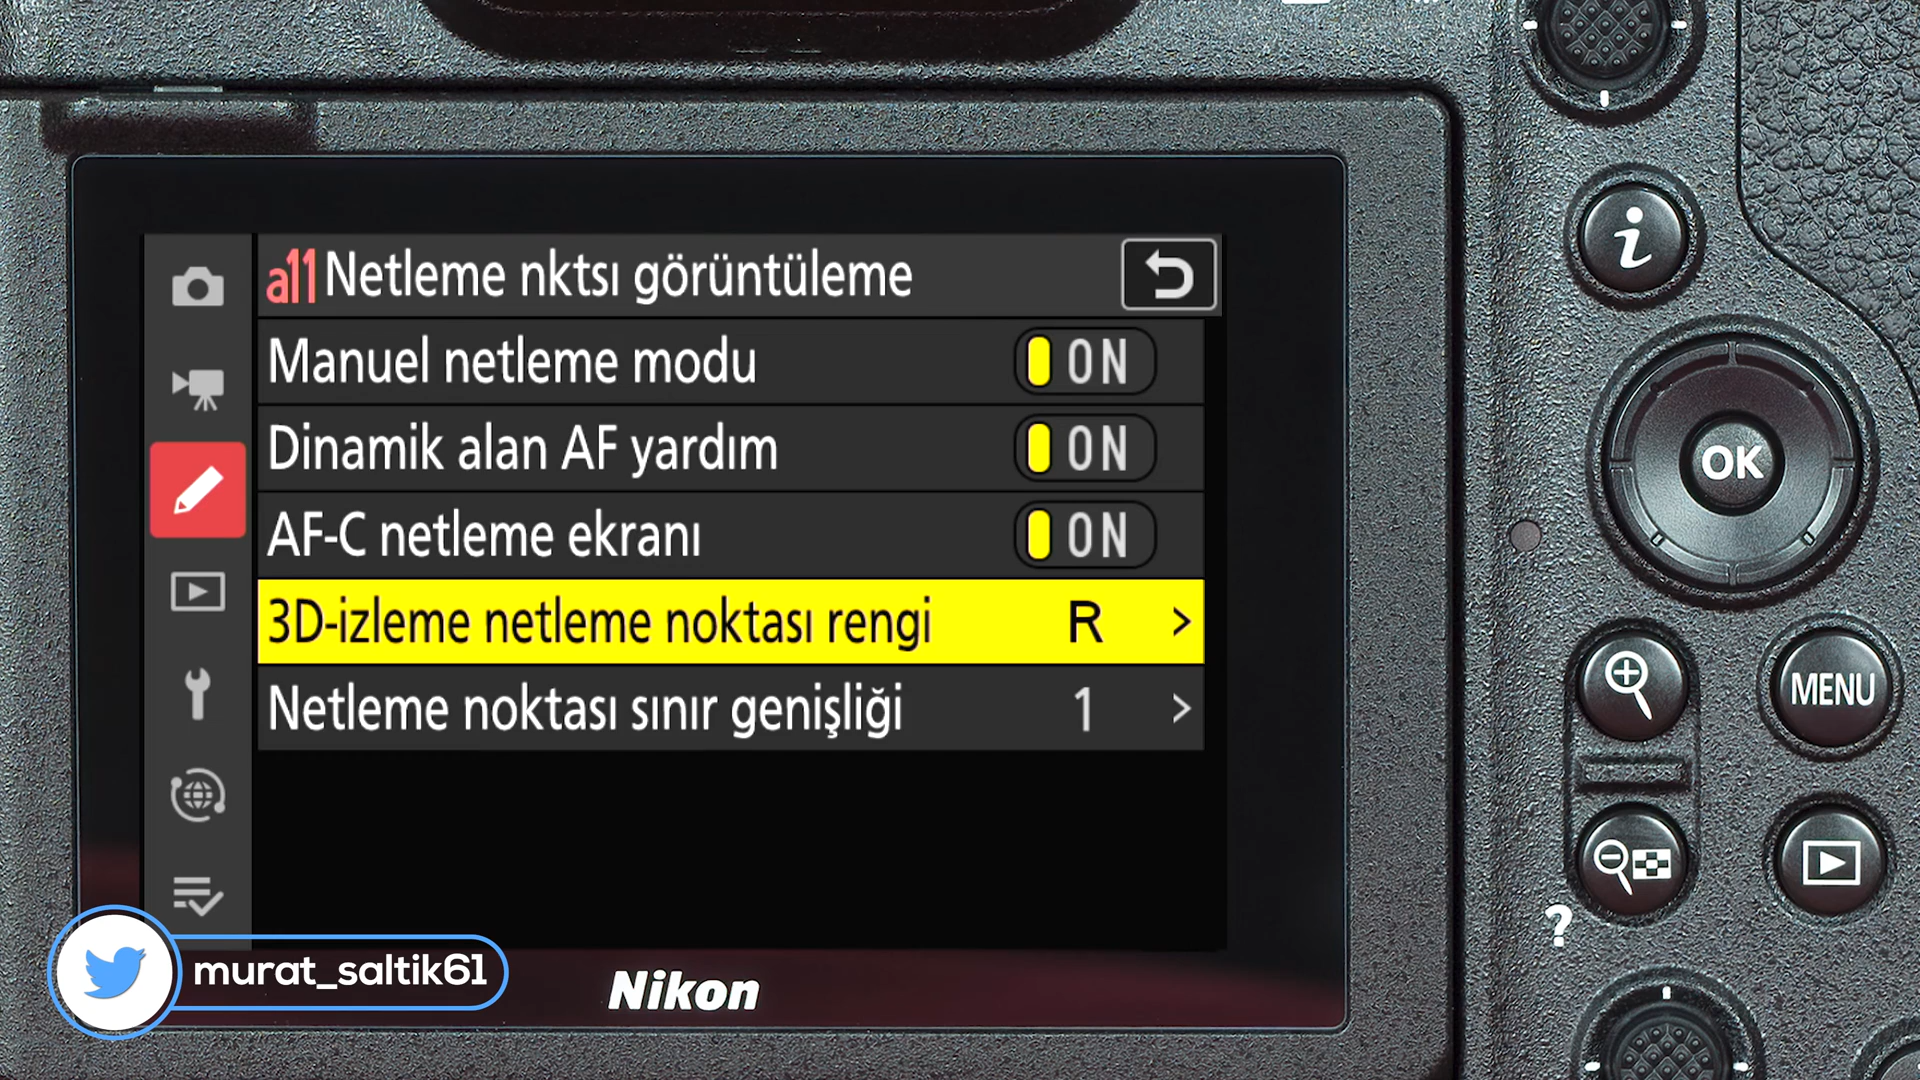 a11 Netleme nktsı görüntüleme
Manuel netleme modu ON
Dinamik alan AF yardım ON
AF-C netleme ekranı ON
3D-izleme netleme noktası rengi R >
Netleme noktası sınır genişliği 1 >
i
OK
MENU
?
murat_saltik61
Nikon